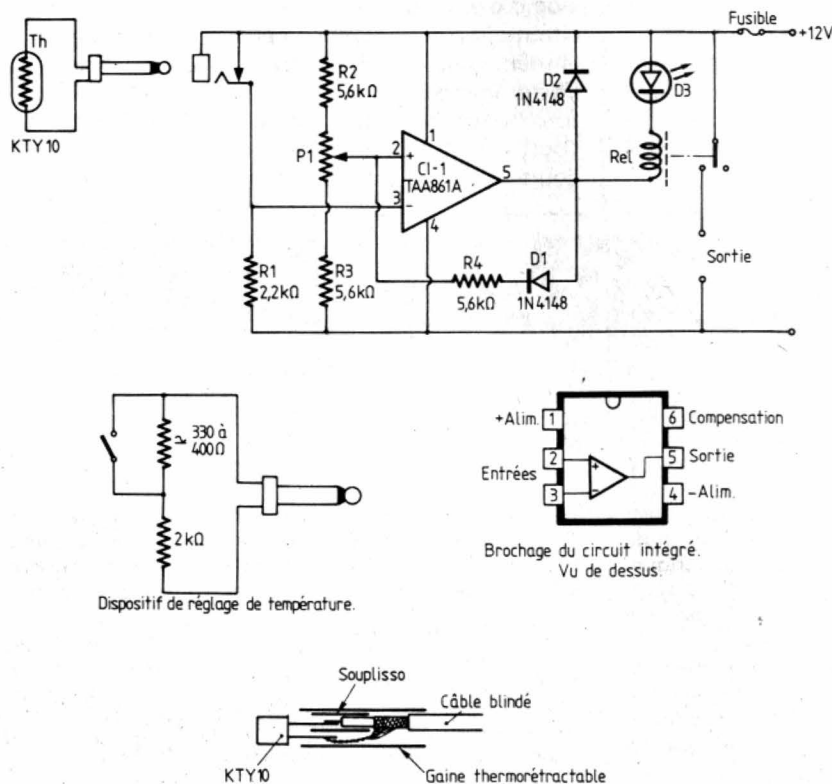 Th
KTY10
Fusible
+12V
R2
5,6kΩ
P1
D2
1N4148
D3
Rel
CI-1
TAA861A
1
2
3
4
5
+
-
R1
2,2kΩ
R3
5,6kΩ
R4
5,6kΩ
D1
1N4148
Sortie
R 330 à
400Ω
2kΩ
Dispositif de réglage de température.
+Alim. 1
6 Compensation
2
+
5 Sortie
Entrées
3
-
4 -Alim.
Brochage du circuit intégré.
Vu de dessus.
Souplisso
Câble blindé
KTY10
Gaine thermorétractable